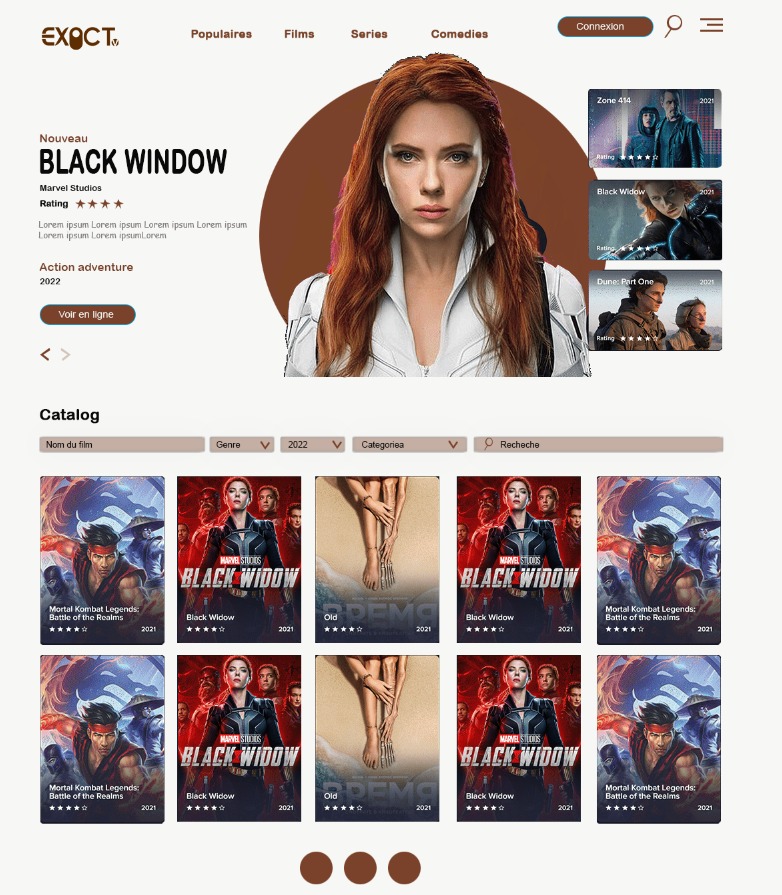 EXOCT.TV
Populaires
Films
Series
Comedies
Connexion
Nouveau
BLACK WINDOW
Marvel Studios
Rating
Lorem ipsum Lorem ipsum Lorem ipsum Lorem ipsum
Lorem ipsum Lorem ipsumLorem
Action adventure
2022
Voir en ligne
Zone 414
2021
Rating
Black Widow
2021
Rating
Dune: Part One
2021
Rating
Catalog
Nom du film
Genre
2022
Categoriea
Recheche
Mortal Kombat Legends:
Battle of the Realms
2021
MARVEL STUDIOS
BLACK WIDOW
Black Widow
2021
Old
2021
MARVEL STUDIOS
BLACK WIDOW
Black Widow
2021
Mortal Kombat Legends:
Battle of the Realms
2021
Mortal Kombat Legends:
Battle of the Realms
2021
MARVEL STUDIOS
BLACK WIDOW
Black Widow
2021
Old
2021
MARVEL STUDIOS
BLACK WIDOW
Black Widow
2021
Mortal Kombat Legends:
Battle of the Realms
2021